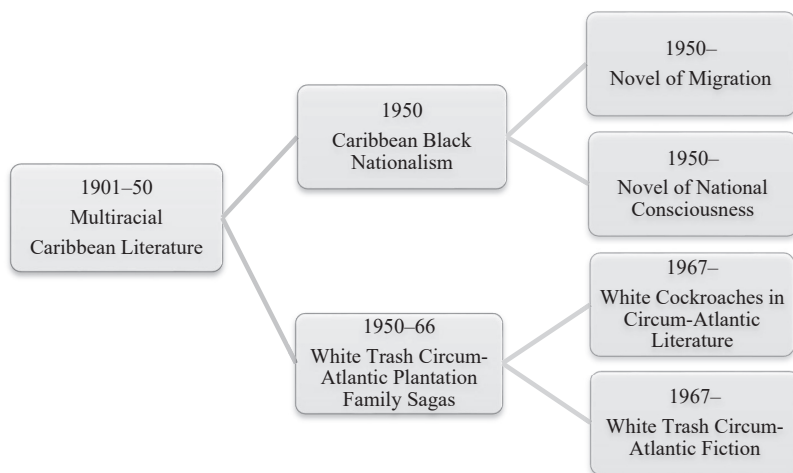 1901–50
Multiracial
Caribbean Literature
1950
Caribbean Black
Nationalism
1950–66
White Trash Circum-
Atlantic Plantation
Family Sagas
1950–
Novel of Migration
1950–
Novel of National
Consciousness
1967–
White Cockroaches in
Circum-Atlantic
Literature
1967–
White Trash Circum-
Atlantic Fiction